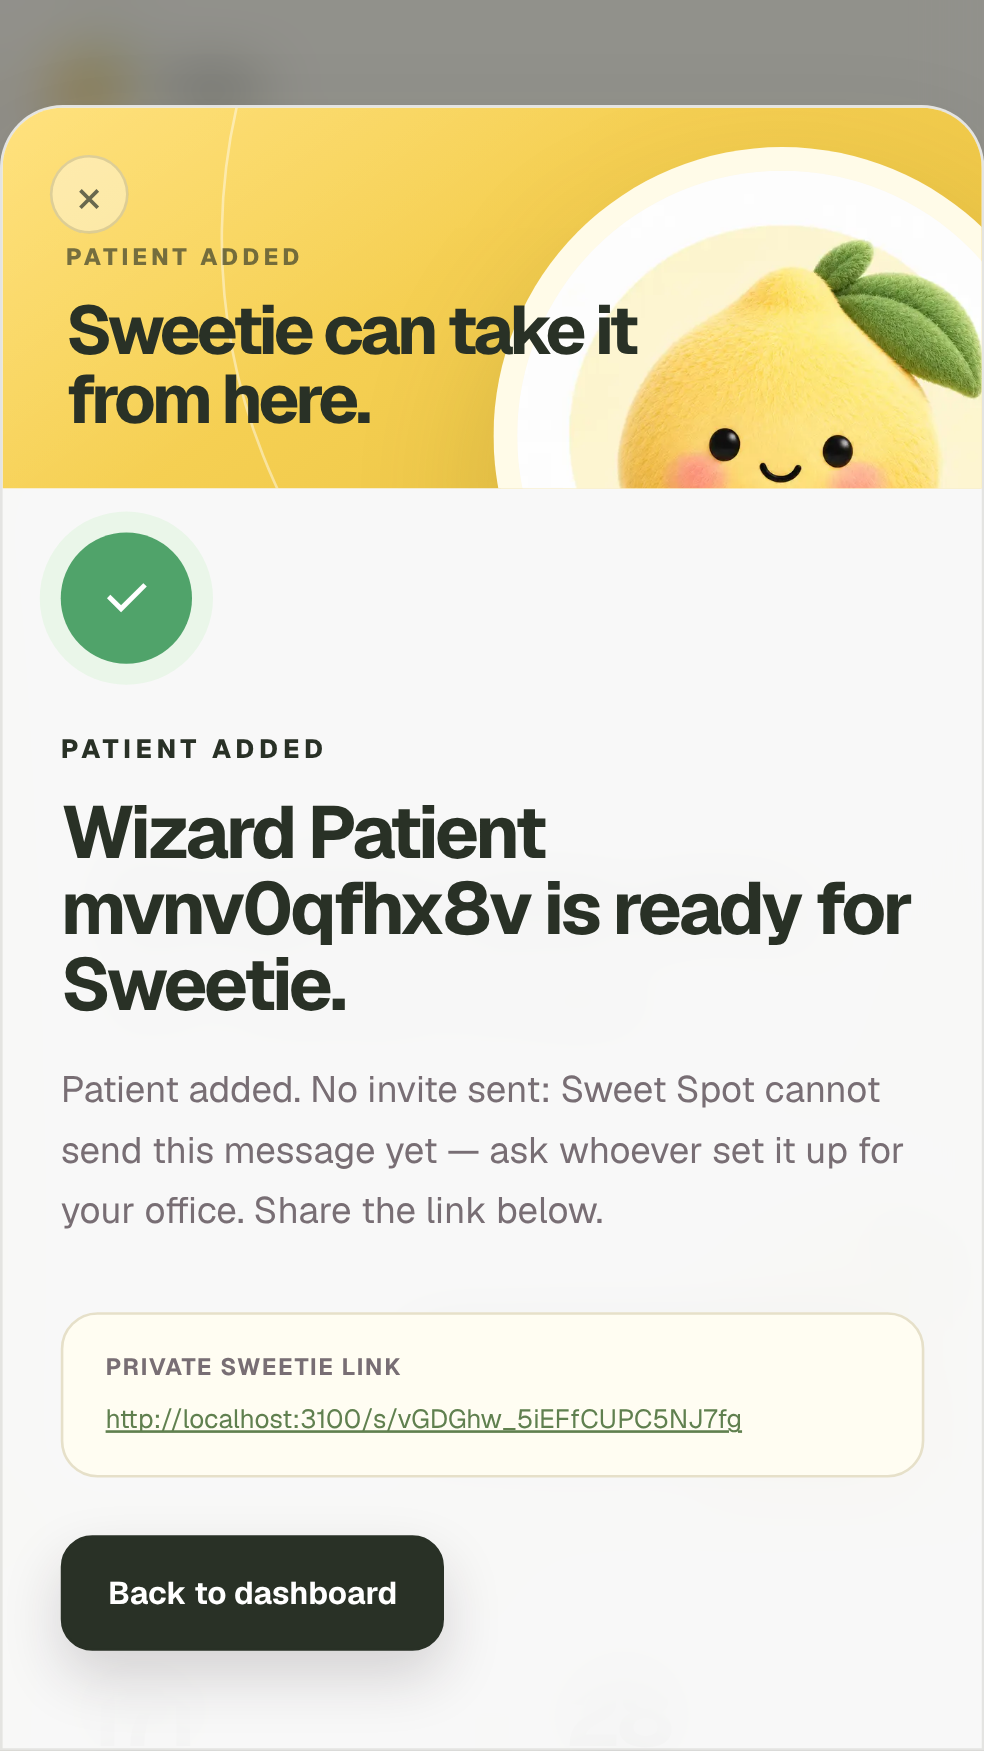 PATIENT ADDED
Sweetie can take it
from here.
PATIENT ADDED
Wizard Patient
mvnv0qfhx8v is ready for
Sweetie.
Patient added. No invite sent: Sweet Spot cannot
send this message yet — ask whoever set it up for
your office. Share the link below.
PRIVATE SWEETIE LINK
http://localhost:3100/s/vGDGhw_5iEFfCUPC5NJ7fg
Back to dashboard